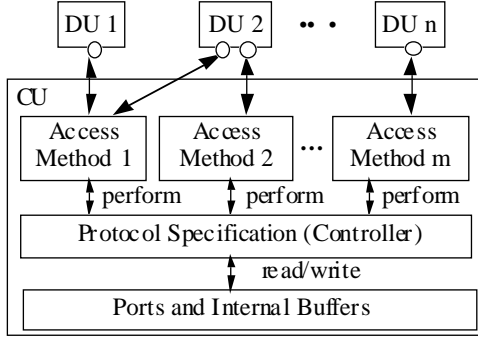 DU 1 DU 2 DU n
CU
Access Access Access
Method 1 Method 2 ... Method m
perform perform perform
Protocol Specification (Controller)
read/write
Ports and Internal Buffers